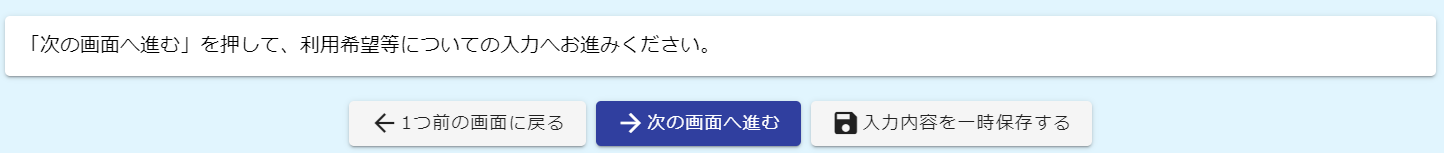 「次の画面へ進む」を押して、利用希望等についての入力へお進みください。
1つ前の画面に戻る
次の画面へ進む
入力内容を一時保存する